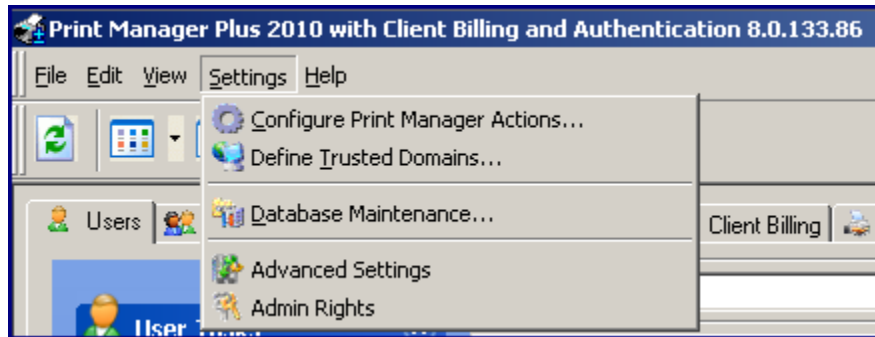 Print Manager Plus 2010 with Client Billing and Authentication 8.0.133.86
File Edit View Settings Help
Configure Print Manager Actions...
Define Trusted Domains...
Database Maintenance...
Advanced Settings
Admin Rights
Users
Client Billing
User